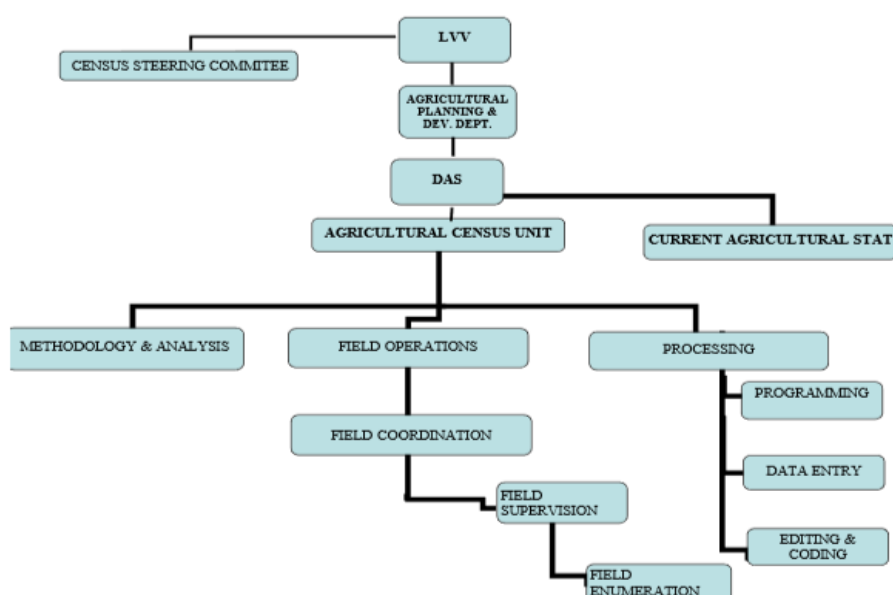 LVV
CENSUS STEERING COMMITEE
AGRICULTURAL
PLANNING &
DEV. DEPT.
DAS
AGRICULTURAL CENSUS UNIT
CURRENT AGRICULTURAL STAT
METHODOLOGY & ANALYSIS
FIELD OPERATIONS
PROCESSING
PROGRAMMING
FIELD COORDINATION
DATA ENTRY
FIELD
SUPERVISION
EDITING &
CODING
FIELD
ENUMERATION